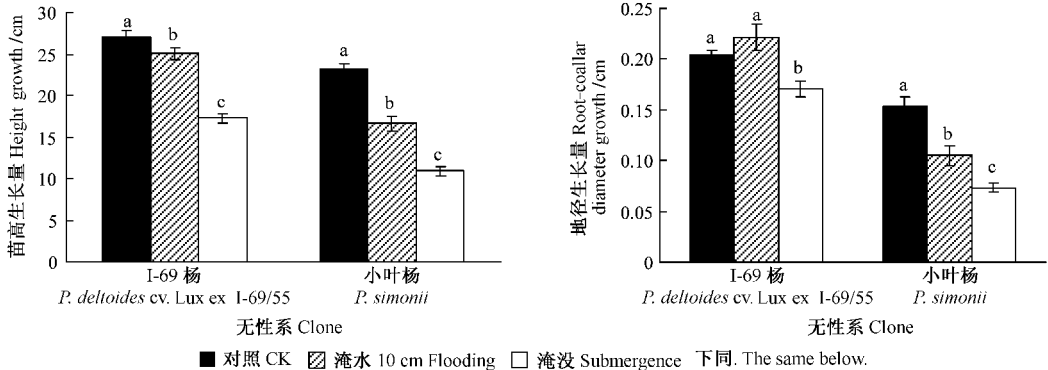 苗高生长量 Height growth /cm
30
25
20
15
10
5
0
a b c
a b c
I-69 杨 小叶杨
P. deltoides cv. Lux ex I-69/55 P. simonii
无性系 Clone
地径生长量 Root-coallar
diameter growth /cm
0.25
0.20
0.15
0.10
0.05
0
a a b
a b c
I-69 杨 小叶杨
P. deltoides cv. Lux ex I-69/55 P. simonii
无性系 Clone
对照 CK 淹水 10 cm Flooding 淹没 Submergence 下同. The same below.